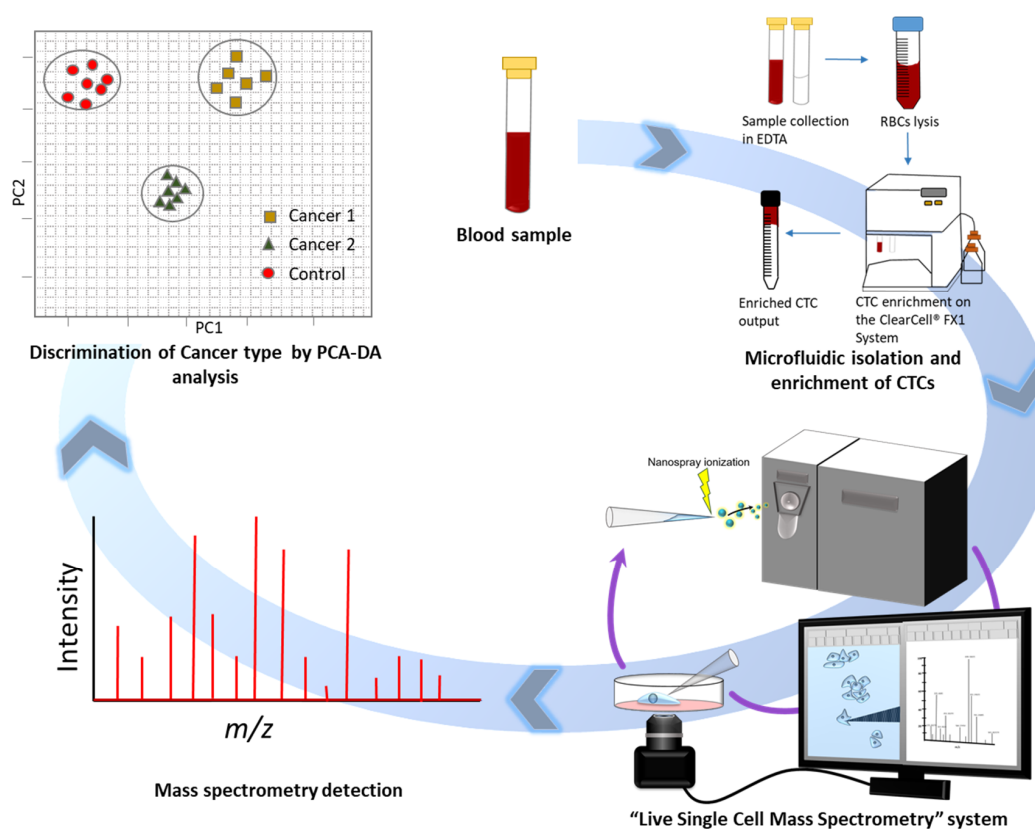 PC2
Cancer 1
Cancer 2
Control
PC1
Discrimination of Cancer type by PCA-DA
analysis
Blood sample
Sample collection
in EDTA
RBCs lysis
Enriched CTC
output
CTC enrichment on
the ClearCell® FX1
System
Microfluidic isolation and
enrichment of CTCs
Nanospray ionization
Intensity
m/z
Mass spectrometry detection
“Live Single Cell Mass Spectrometry” system